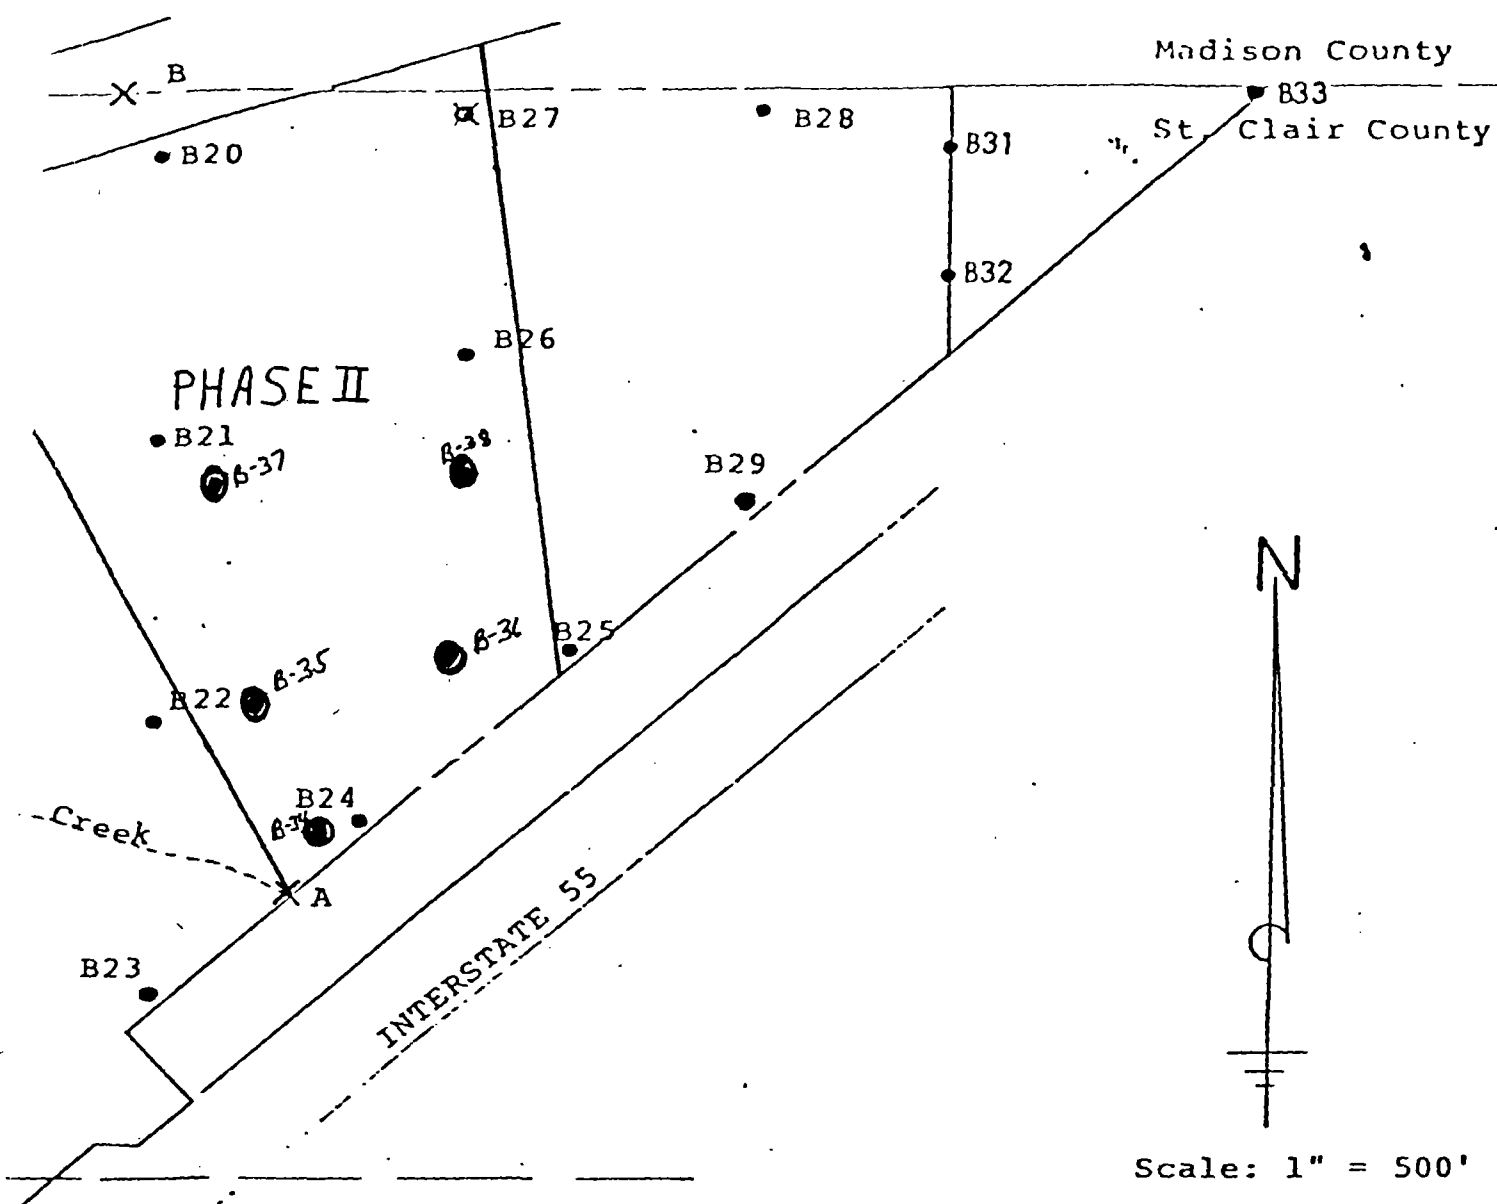 Madison County
B
B27
B28
B33
St. Clair County
B31
B20
B32
B26
PHASE II
B21
B-37
B-38
B29
N
B25
B-36
B-35
B22
B24
B-34
Creek
A
INTERSTATE 55
B23
Scale: 1" = 500'